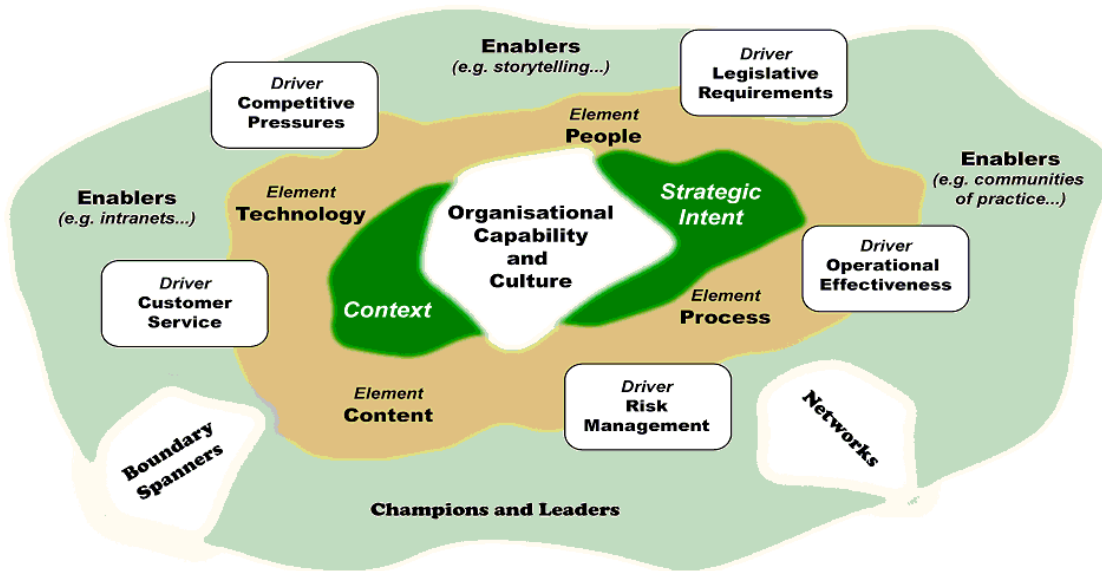 Enablers
(e.g. storytelling...)
Driver
Legislative
Requirements
Driver
Competitive
Pressures
Element
People
Enablers
(e.g. communities
of practice...)
Enablers
(e.g. intranets...)
Element
Technology
Strategic
Intent
Organisational
Capability
and
Culture
Driver
Operational
Effectiveness
Driver
Customer
Service
Context
Element
Process
Element
Content
Driver
Risk
Management
Boundary
Spanners
Networks
Champions and Leaders